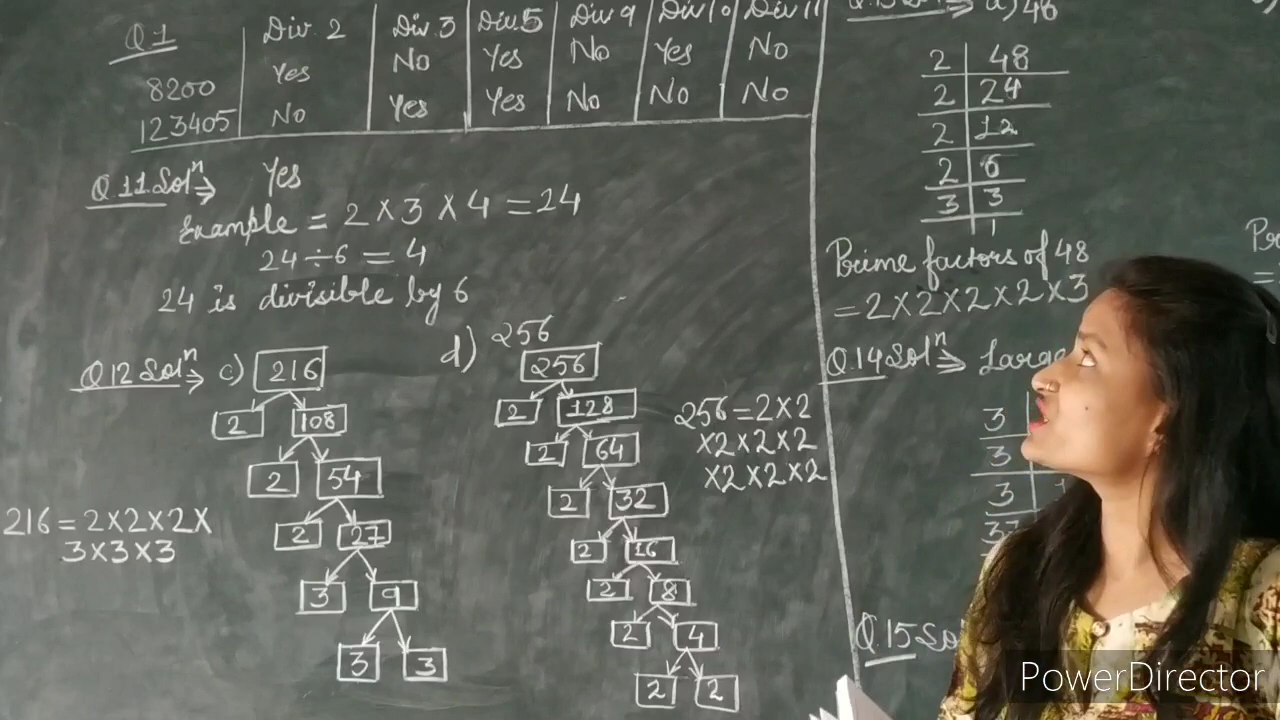 Q.1 Div. 2 Div. 3 Div. 5 Div 9 Div 10 Div 11
8200 Yes No Yes No Yes No
123405 No Yes Yes No No No
Q.11 Solⁿ⇒ Yes
Example = 2 × 3 × 4 = 24
24 ÷ 6 = 4
24 is divisible by 6
Q.12 Solⁿ⇒ c) 216
2 108
2 54
2 27
3 9
3 3
216 = 2×2×2×
3×3×3
d) 256
256
2 128
2 64
2 32
2 16
2 8
2 4
2 2
256 = 2×2
×2×2×2
×2×2×2
a) 48
2 48
2 24
2 12
2 6
3 3
1
Prime factors of 48
= 2×2×2×2×3
Q.14 Solⁿ⇒ Large
3
3
3
37
Q.15 So
PowerDirector